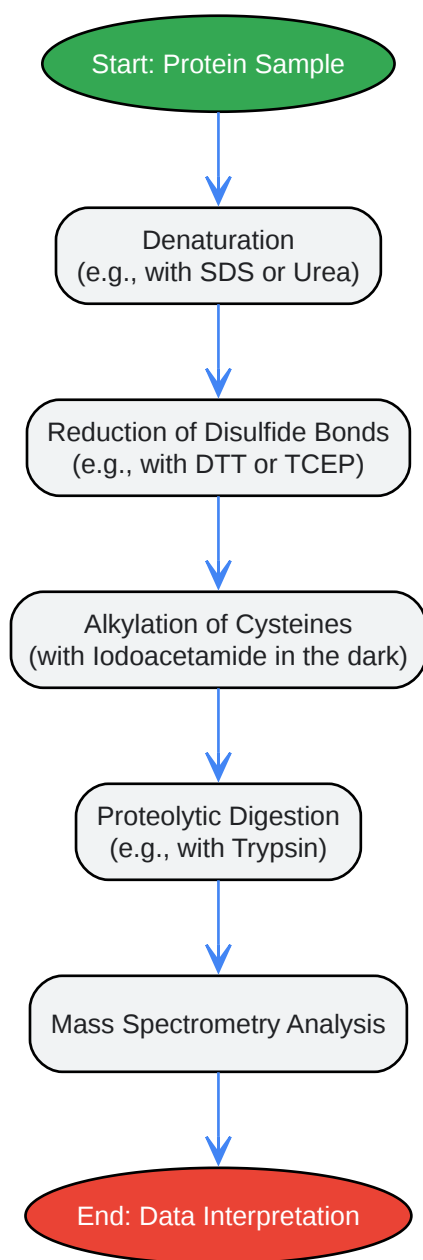 Start: Protein Sample
Denaturation
(e.g., with SDS or Urea)
Reduction of Disulfide Bonds
(e.g., with DTT or TCEP)
Alkylation of Cysteines
(with Iodoacetamide in the dark)
Proteolytic Digestion
(e.g., with Trypsin)
Mass Spectrometry Analysis
End: Data Interpretation